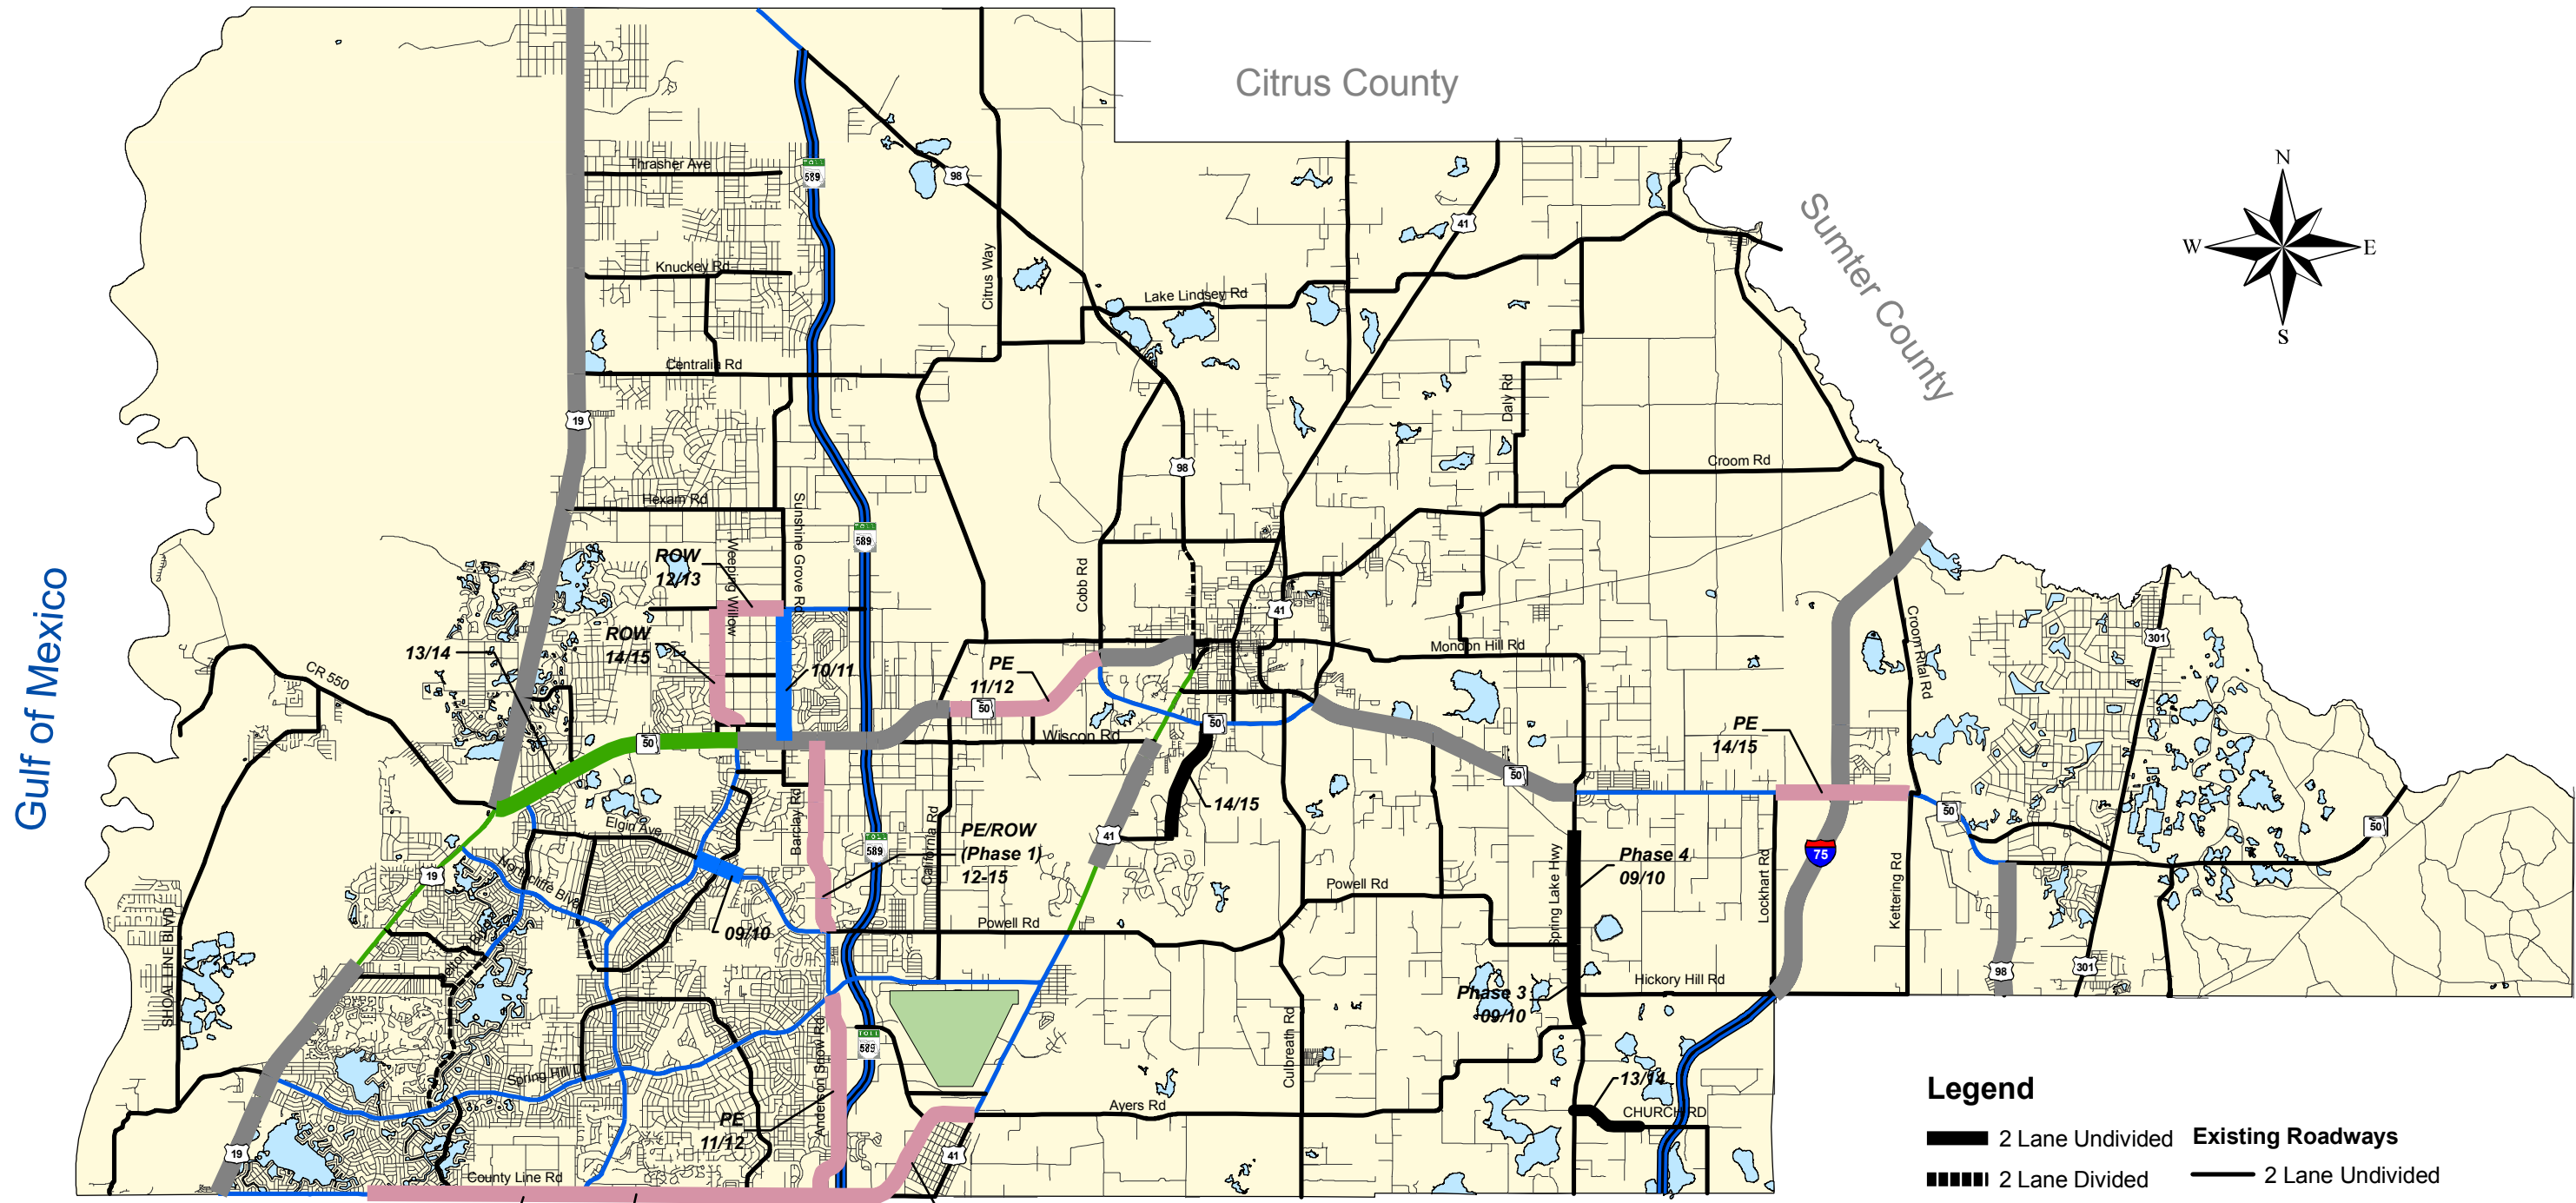 Citrus County
Sumter County
Gulf of Mexico
N
W
E
S
Thrasher Ave
589
98
Citrus Way
41
Knuckey Rd
Lake Lindsey Rd
Centralia Rd
Daly Rd
19
98
Croom Rd
Hexam Rd
Sunshine Grove Rd
589
Weeping Willow
ROW
12/13
Cobb Rd
41
Croom Rital Rd
301
ROW
14/15
13/14
10/11
Mondon Hill Rd
CR 550
PE
11/12
50
50
Wiscon Rd
50
PE
14/15
50
14/15
50
50
Elgin Ave
Barclay Rd
California Rd
589
PE/ROW
(Phase 1)
12-15
41
Phase 4
09/10
75
Spring Lake Hwy
Lockhart Rd
Kettering Rd
19
Northcliffe Blvd
Powell Rd
09/10
Powell Rd
SHOAL LINE BLVD
Hickory Hill Rd
98
301
Phase 3
09/10
Culbreath Rd
TOLL
589
Anderson Snow Rd
Spring Hill Dr
13/14
CHURCH RD
Ayers Rd
PE
11/12
19
41
County Line Rd
Legend
2 Lane Undivided
Existing Roadways
2 Lane Divided
2 Lane Undivided